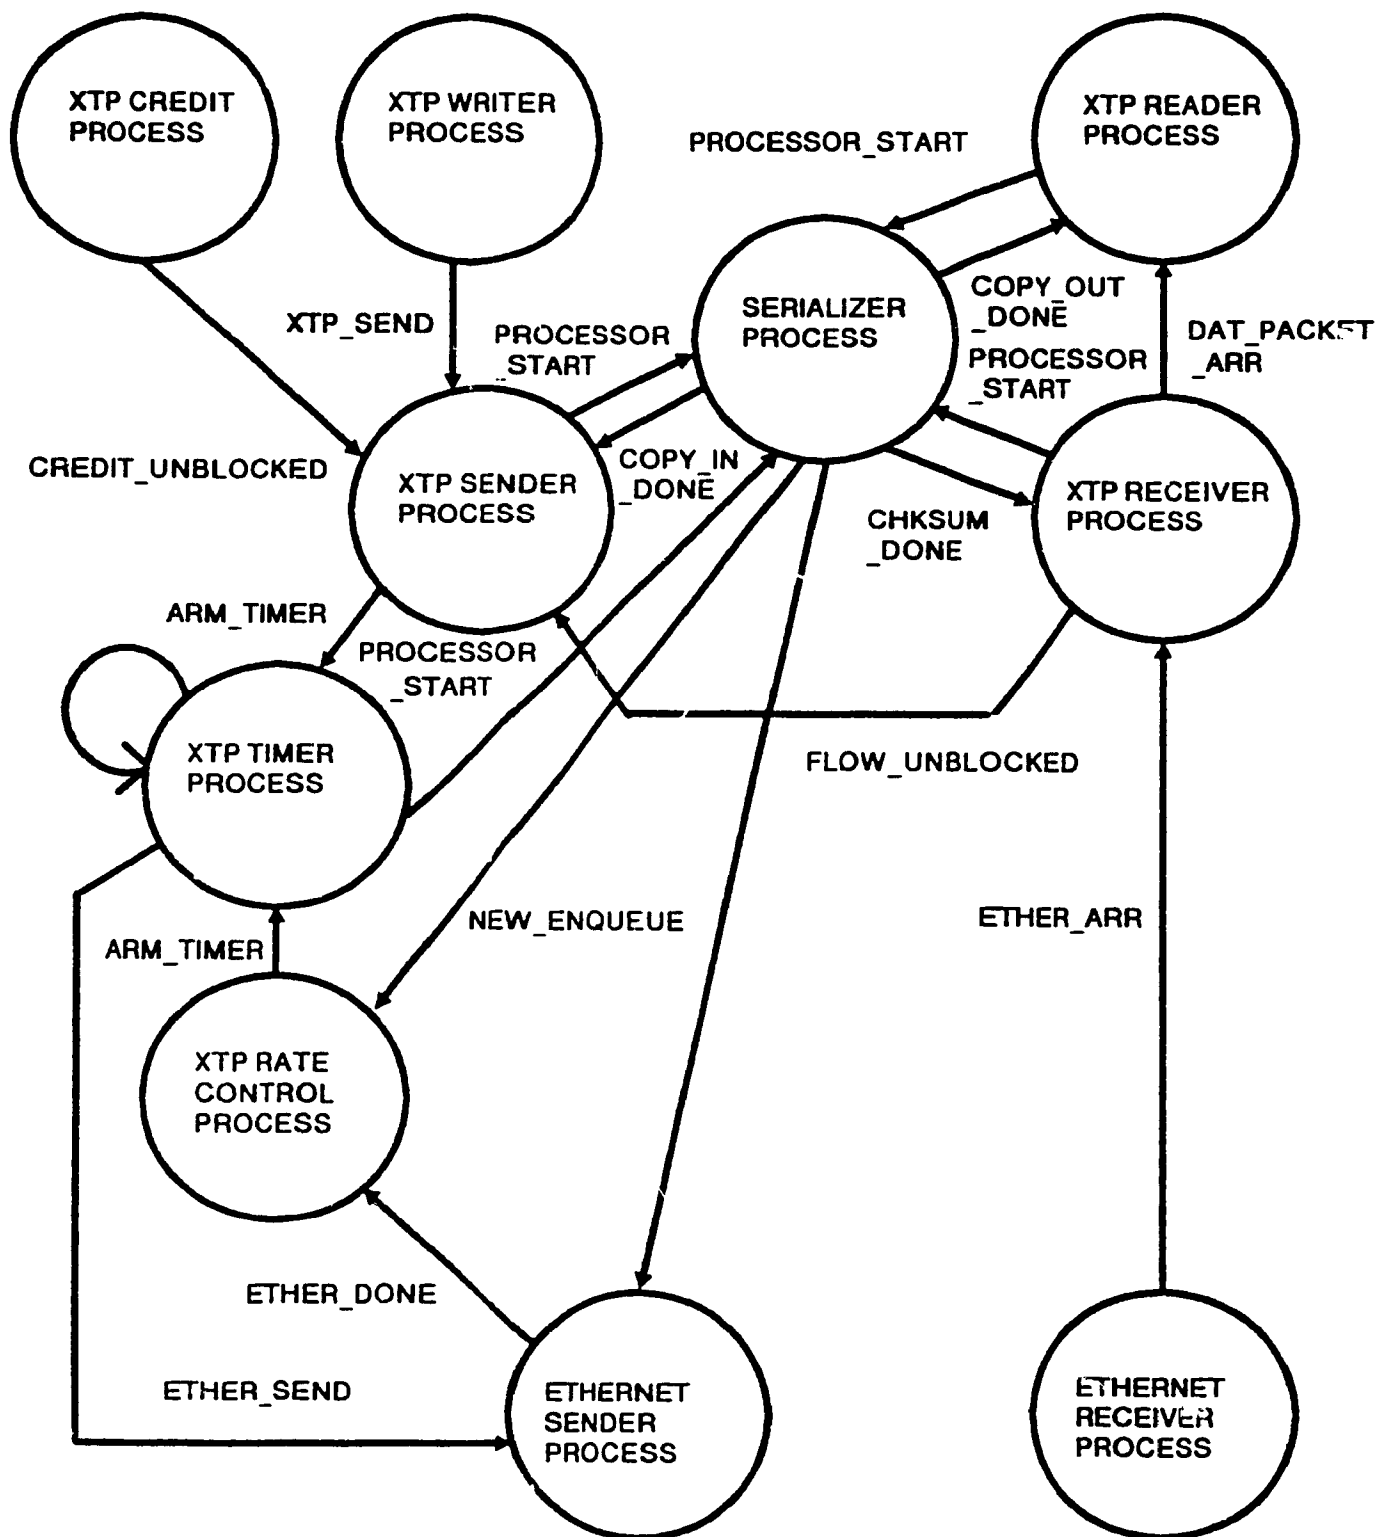 XTP CREDIT
PROCESS
XTP WRITER
PROCESS
XTP READER
PROCESS
PROCESSOR_START
XTP_SEND
PROCESSOR
_START
SERIALIZER
PROCESS
COPY_OUT
_DONE
PROCESSOR
_START
DAT_PACKET
_ARR
CREDIT_UNBLOCKED
XTP SENDER
PROCESS
COPY_IN
_DONE
CHKSUM
_DONE
XTP RECEIVER
PROCESS
ARM_TIMER
PROCESSOR
_START
XTP TIMER
PROCESS
FLOW_UNBLOCKED
NEW_ENQUEUE
ETHER_ARR
ARM_TIMER
XTP RATE
CONTROL
PROCESS
ETHER_DONE
ETHER_SEND
ETHERNET
SENDER
PROCESS
ETHERNET
RECEIVER
PROCESS